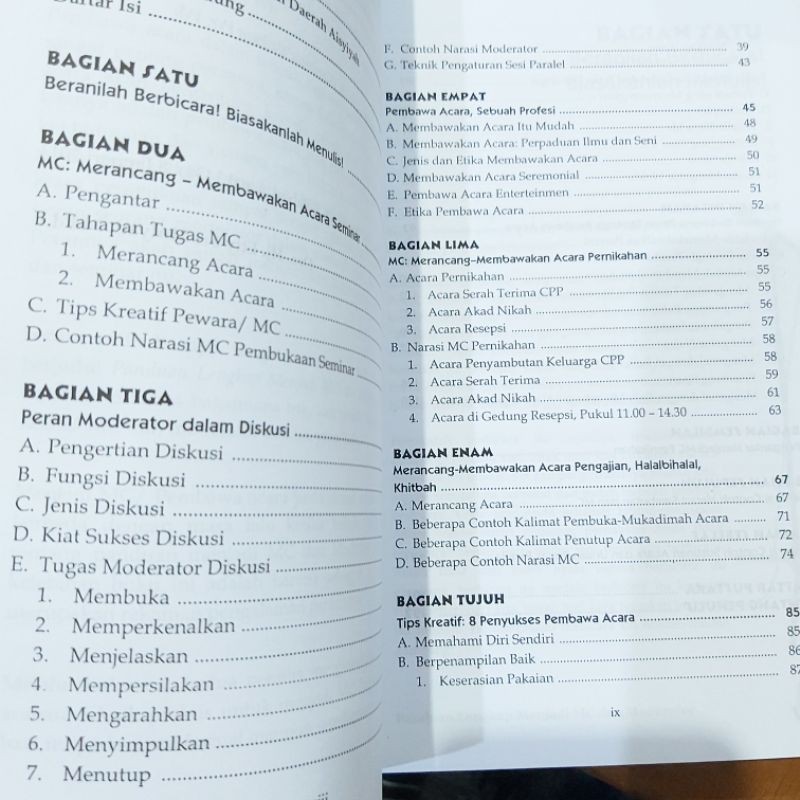 Daerah Aisyiyah
Isi
BAGIAN SATU
Beranilah Berbicara! Biasakanlah Menulis!
BAGIAN DUA
MC: Merancang – Membawakan Acara Seminar
A. Pengantar
B. Tahapan Tugas MC
1. Merancang Acara
2. Membawakan Acara
C. Tips Kreatif Pewara/ MC
D. Contoh Narasi MC Pembukaan Seminar
BAGIAN TIGA
Peran Moderator dalam Diskusi
A. Pengertian Diskusi
B. Fungsi Diskusi
C. Jenis Diskusi
D. Kiat Sukses Diskusi
E. Tugas Moderator Diskusi
1. Membuka
2. Memperkenalkan
3. Menjelaskan
4. Mempersilakan
5. Mengarahkan
6. Menyimpulkan
7. Menutup
F. Contoh Narasi Moderator 39
G. Teknik Pengaturan Sesi Paralel 43
BAGIAN EMPAT
Pembawa Acara, Sebuah Profesi 45
A. Membawakan Acara Itu Mudah 48
B. Membawakan Acara: Perpaduan Ilmu dan Seni 49
C. Jenis dan Etika Membawakan Acara 50
D. Membawakan Acara Seremonial 51
E. Pembawa Acara Enterteinmen 51
F. Etika Pembawa Acara 52
BAGIAN LIMA
MC: Merancang–Membawakan Acara Pernikahan 55
A. Acara Pernikahan 55
1. Acara Serah Terima CPP 55
2. Acara Akad Nikah 56
3. Acara Resepsi 57
B. Narasi MC Pernikahan 58
1. Acara Penyambutan Keluarga CPP 58
2. Acara Serah Terima 59
3. Acara Akad Nikah 61
4. Acara di Gedung Resepsi, Pukul 11.00 – 14.30 63
BAGIAN ENAM
Merancang-Membawakan Acara Pengajian, Halalbihalal,
Khitbah 67
A. Merancang Acara 67
B. Beberapa Contoh Kalimat Pembuka-Mukadimah Acara 71
C. Beberapa Contoh Kalimat Penutup Acara 72
D. Beberapa Contoh Narasi MC 74
BAGIAN TUJUH
Tips Kreatif: 8 Penyukses Pembawa Acara 85
A. Memahami Diri Sendiri 85
B. Berpenampilan Baik 86
1. Keserasian Pakaian 87
ix